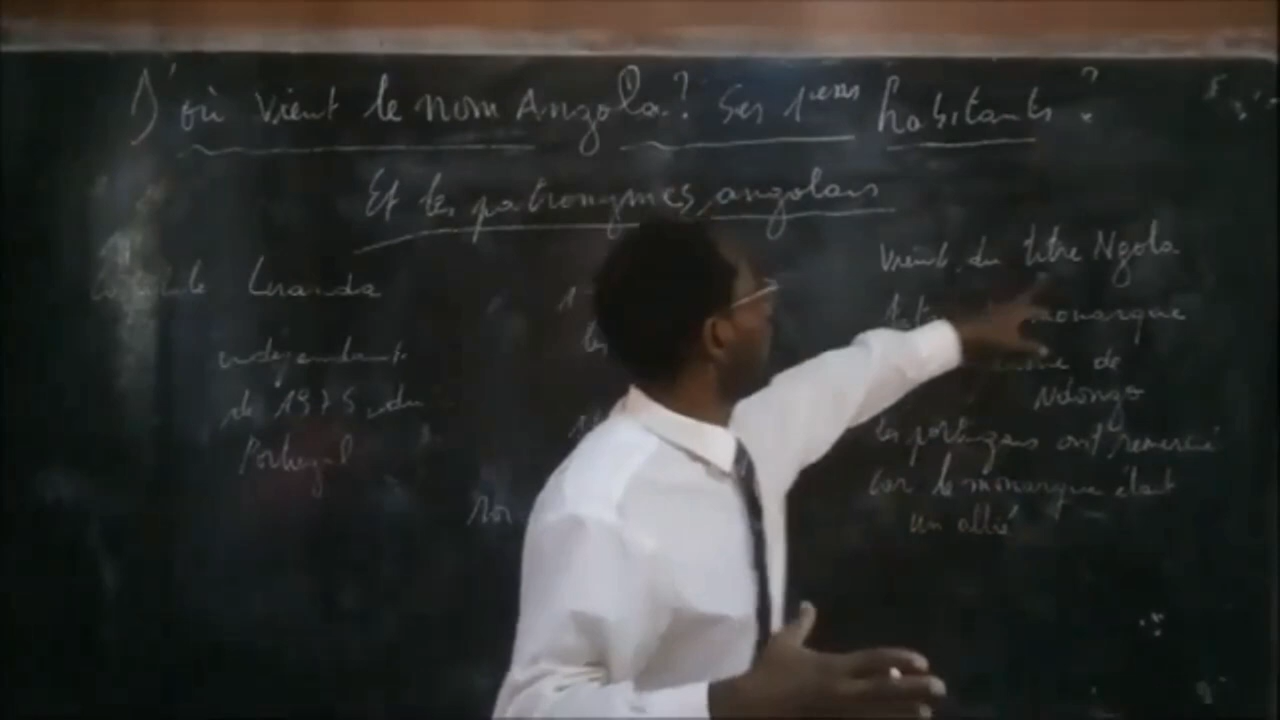 D'où vient le nom Angola? Ses 1ers habitants?
Et les patronymes angolais
Luanda
indépendant
de 1975 du
Portugal
vient du titre Ngola
monarque
de
Ndongo
les portugais ont
car le monarque était
un allié